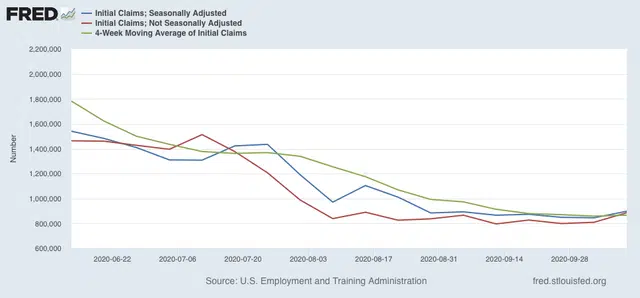 FRED
Initial Claims; Seasonally Adjusted
Initial Claims; Not Seasonally Adjusted
4-Week Moving Average of Initial Claims
2,200,000
2,000,000
1,800,000
1,600,000
1,400,000
1,200,000
1,000,000
800,000
600,000
Number
2020-06-22
2020-07-06
2020-07-20
2020-08-03
2020-08-17
2020-08-31
2020-09-14
2020-09-28
Source: U.S. Employment and Training Administration
fred.stlouisfed.org